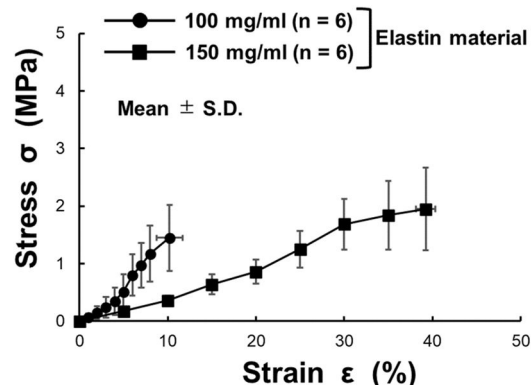 100 mg/ml (n = 6)
150 mg/ml (n = 6)
Elastin material
Mean ± S.D.
Stress σ (MPa)
5
4
3
2
1
0
0 10 20 30 40 50
Strain ε (%)